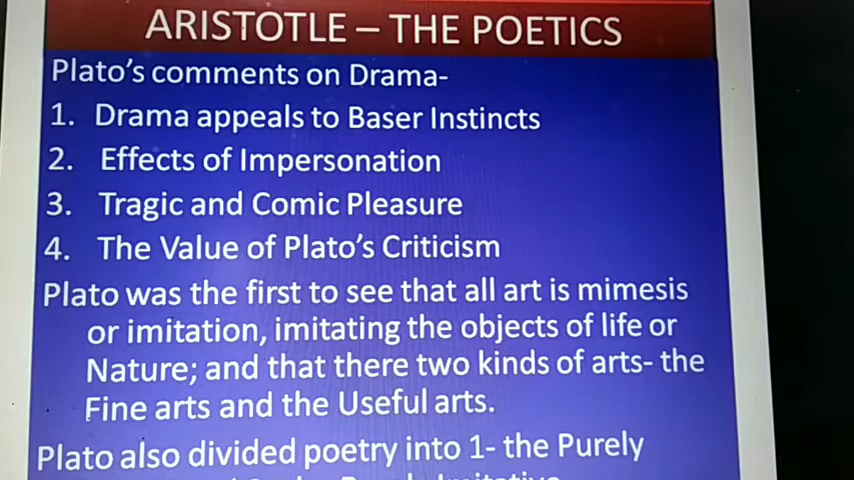 ARISTOTLE – THE POETICS
Plato's comments on Drama-
1. Drama appeals to Baser Instincts
2. Effects of Impersonation
3. Tragic and Comic Pleasure
4. The Value of Plato's Criticism
Plato was the first to see that all art is mimesis
or imitation, imitating the objects of life or
Nature; and that there two kinds of arts- the
Fine arts and the Useful arts.
Plato also divided poetry into 1- the Purely
Imitative